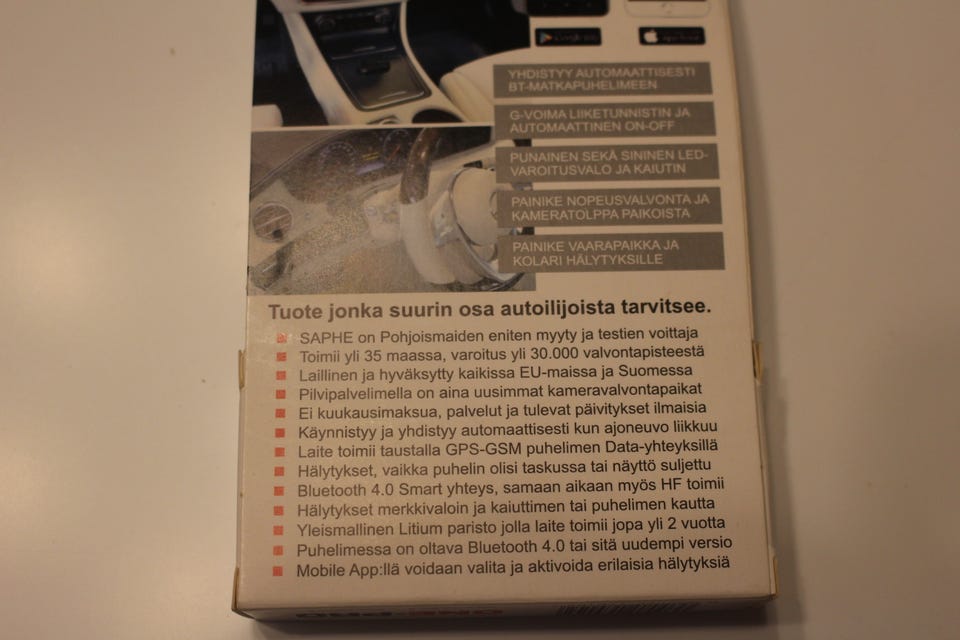 Google play
App Store
YHDISTYY AUTOMAATTISESTI
BT-MATKAPUHELIMEEN
G-VOIMA LIIKETUNNISTIN JA
AUTOMAATTINEN ON-OFF
PUNAINEN SEKÄ SININEN LED-
VAROITUSVALO JA KAIUTIN
PAINIKE NOPEUSVALVONTA JA
KAMERATOLPPA PAIKOISTA
PAINIKE VAARAPAIKKA JA
KOLARI HÄLYTYKSILLE
Tuote jonka suurin osa autoilijoista tarvitsee.
SAPHE on Pohjoismaiden eniten myyty ja testien voittaja
Toimii yli 35 maassa, varoitus yli 30.000 valvontapisteestä
Laillinen ja hyväksytty kaikissa EU-maissa ja Suomessa
Pilvipalvelimella on aina uusimmat kameravalvontapaikat
Ei kuukausimaksua, palvelut ja tulevat päivitykset ilmaisia
Käynnistyy ja yhdistyy automaattisesti kun ajoneuvo liikkuu
Laite toimii taustalla GPS-GSM puhelimen Data-yhteyksillä
Hälytykset, vaikka puhelin olisi taskussa tai näyttö suljettu
Bluetooth 4.0 Smart yhteys, samaan aikaan myös HF toimii
Hälytykset merkkivaloin ja kaiuttimen tai puhelimen kautta
Yleismallinen Litium paristo jolla laite toimii jopa yli 2 vuotta
Puhelimessa on oltava Bluetooth 4.0 tai sitä uudempi versio
Mobile App:llä voidaan valita ja aktivoida erilaisia hälytyksiä